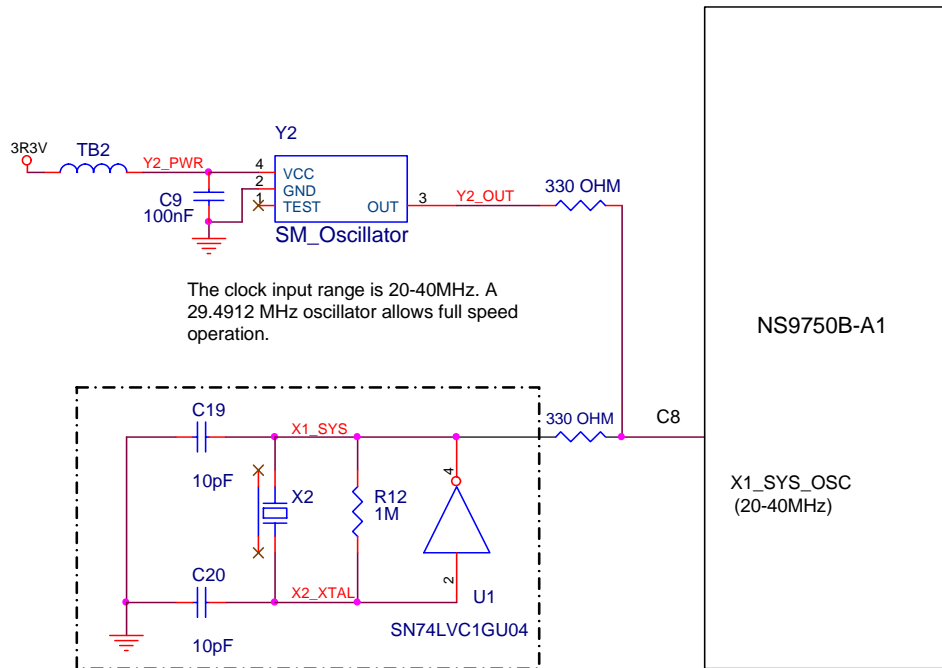 Y2
3R3V
TB2
Y2_PWR
4
VCC
2
GND
1
TEST
OUT
3
Y2_OUT
330 OHM
C9
100nF
SM_Oscillator
The clock input range is 20-40MHz. A
29.4912 MHz oscillator allows full speed
operation.
NS9750B-A1
C19
10pF
X1_SYS
330 OHM
C8
4
X2
R12
1M
X1_SYS_OSC
(20-40MHz)
C20
10pF
X2_XTAL
2
U1
SN74LVC1GU04